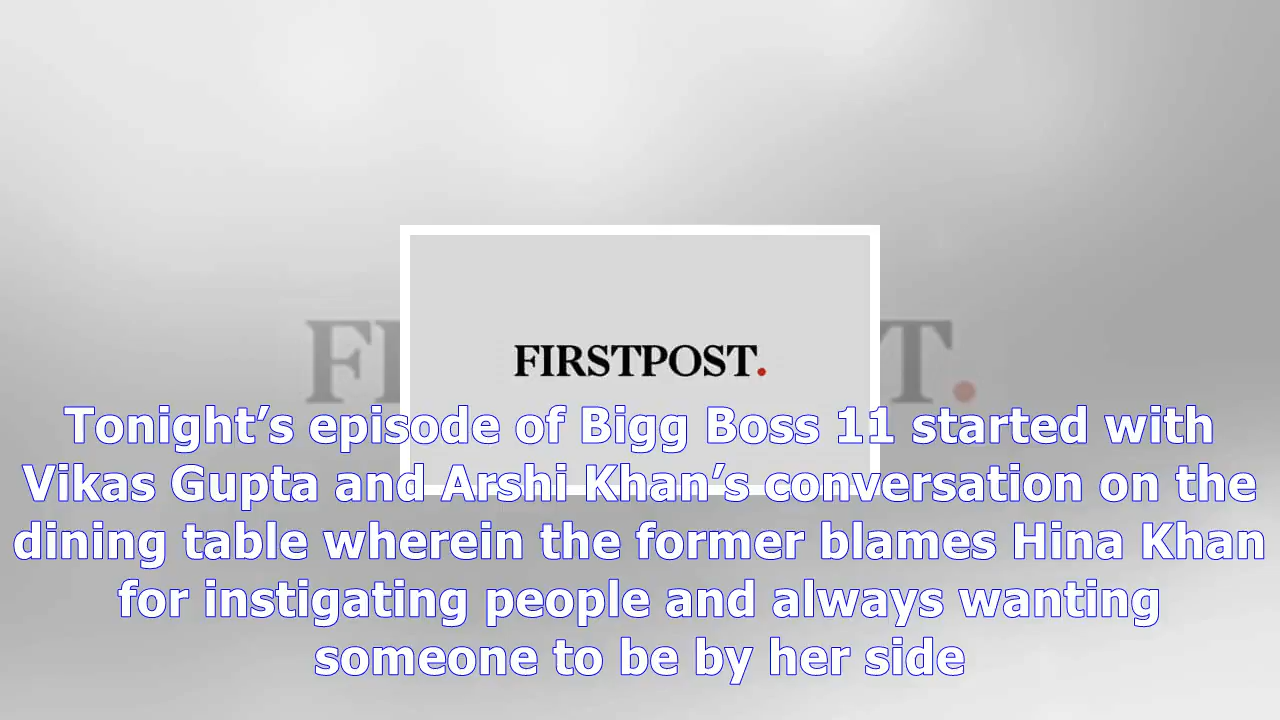 FIRSTPOST.
Tonight’s episode of Bigg Boss 11 started with
Vikas Gupta and Arshi Khan’s conversation on the
dining table wherein the former blames Hina Khan
for instigating people and always wanting
someone to be by her side